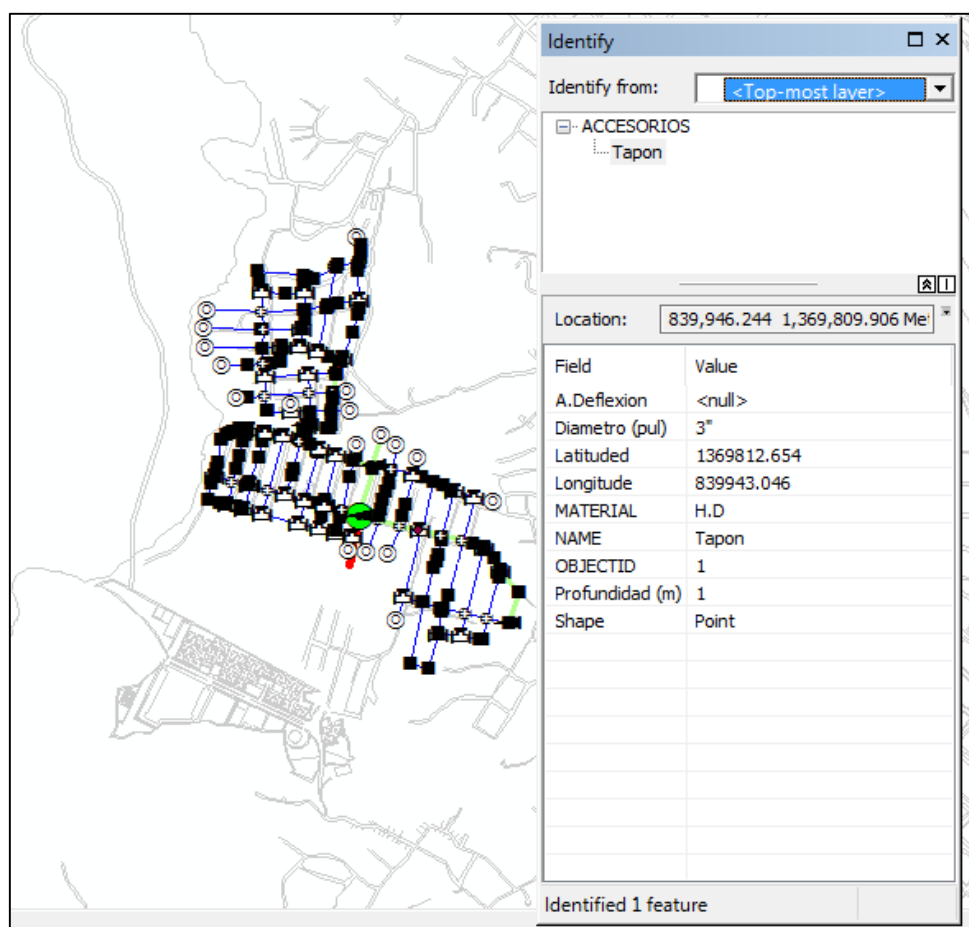 Identify
Identify from: <Top-most layer>
ACCESORIOS
Tapon
Location: 839,946.244 1,369,809.906 Me
Field Value
A.Deflexion <null>
Diametro (pul) 3"
Latituded 1369812.654
Longitude 839943.046
MATERIAL H.D
NAME Tapon
OBJECTID 1
Profundidad (m) 1
Shape Point
Identified 1 feature